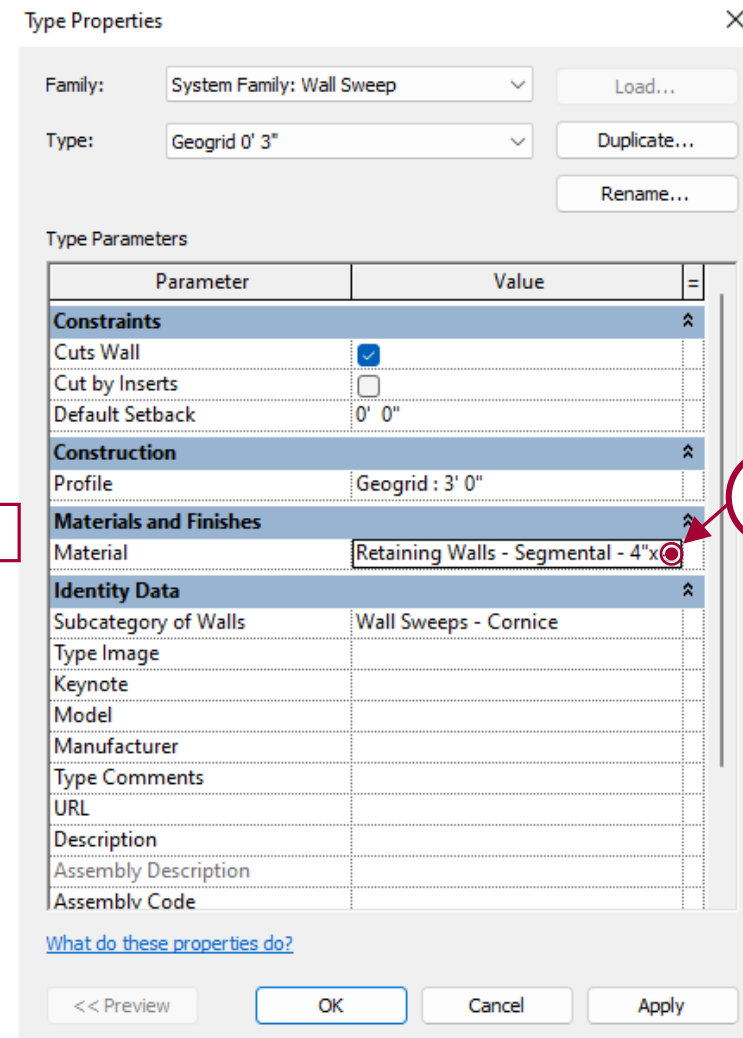 Type Properties
Family: System Family: Wall Sweep Load...
Type: Geogrid 0' 3" Duplicate...
Rename...
Type Parameters
Parameter Value =
Constraints
Cuts Wall
Cut by Inserts
Default Setback 0' 0"
Construction
Profile Geogrid : 3' 0"
Materials and Finishes
Material Retaining Walls - Segmental - 4"x
Identity Data
Subcategory of Walls Wall Sweeps - Cornice
Type Image
Keynote
Model
Manufacturer
Type Comments
URL
Description
Assembly Description
Assembly Code
What do these properties do?
<< Preview OK Cancel Apply